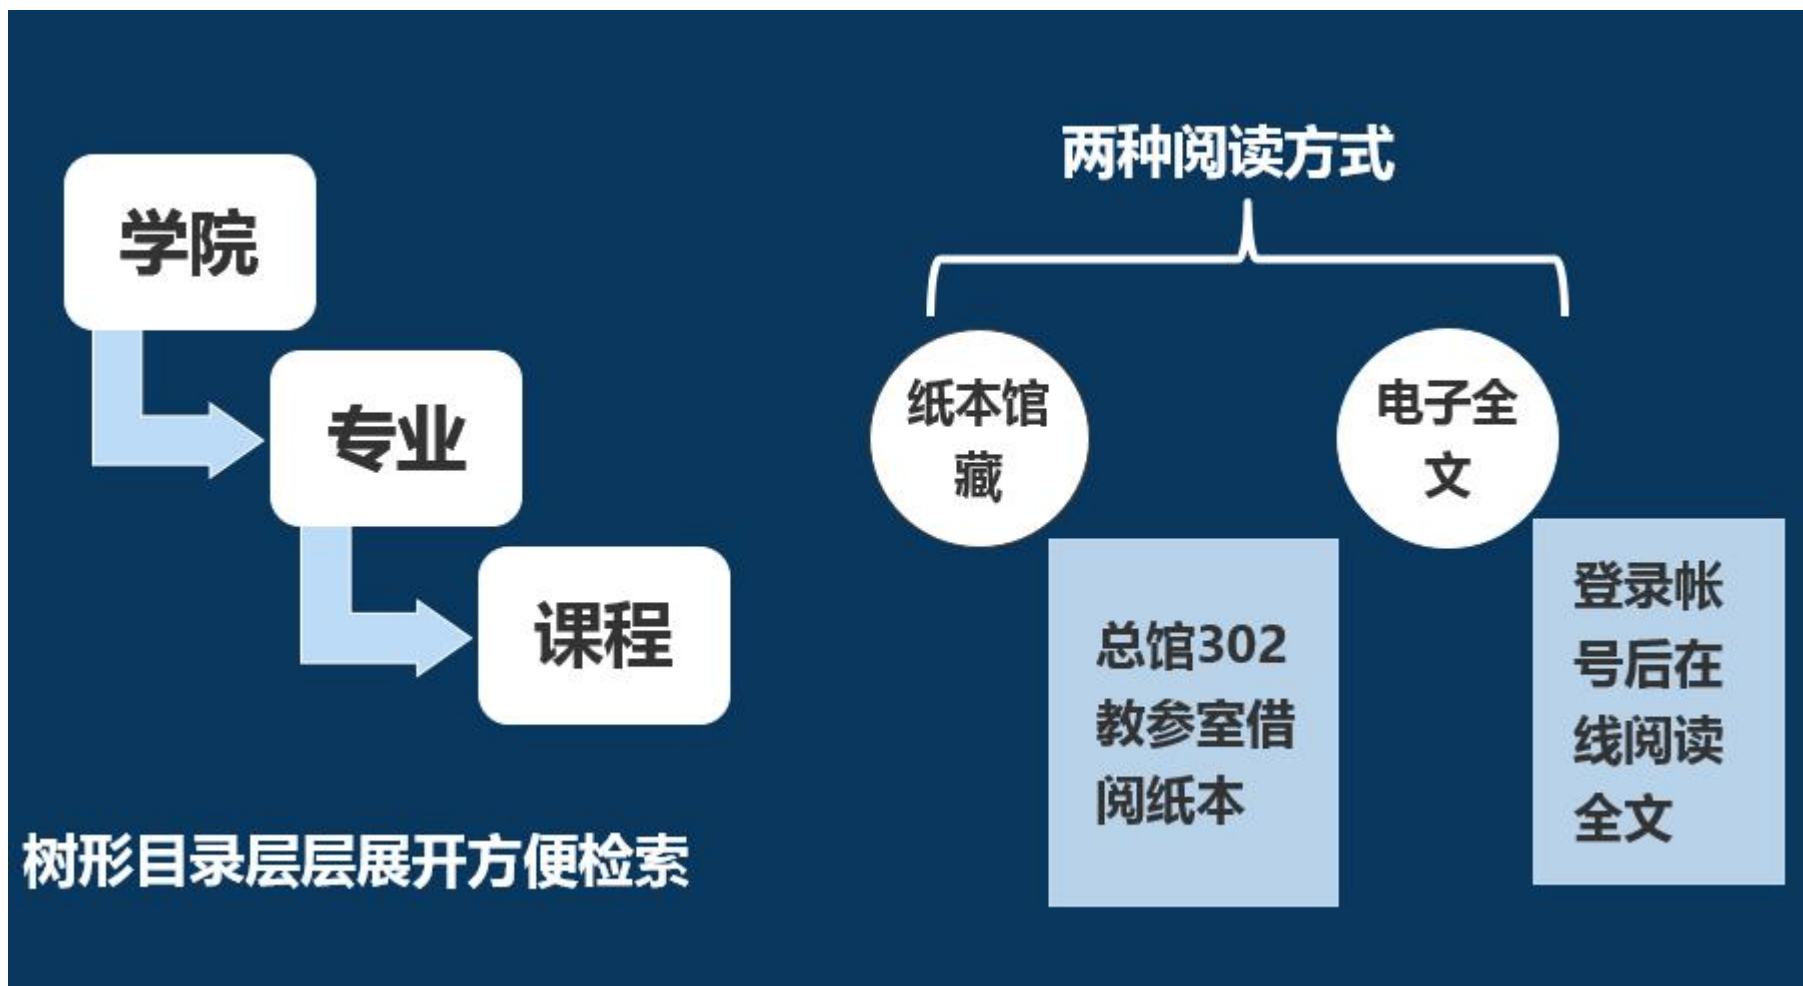 学院
专业
课程
树形目录层层展开方便检索
两种阅读方式
纸本馆
藏
总馆302
教参室借
阅纸本
电子全
文
登录帐
号后在
线阅读
全文